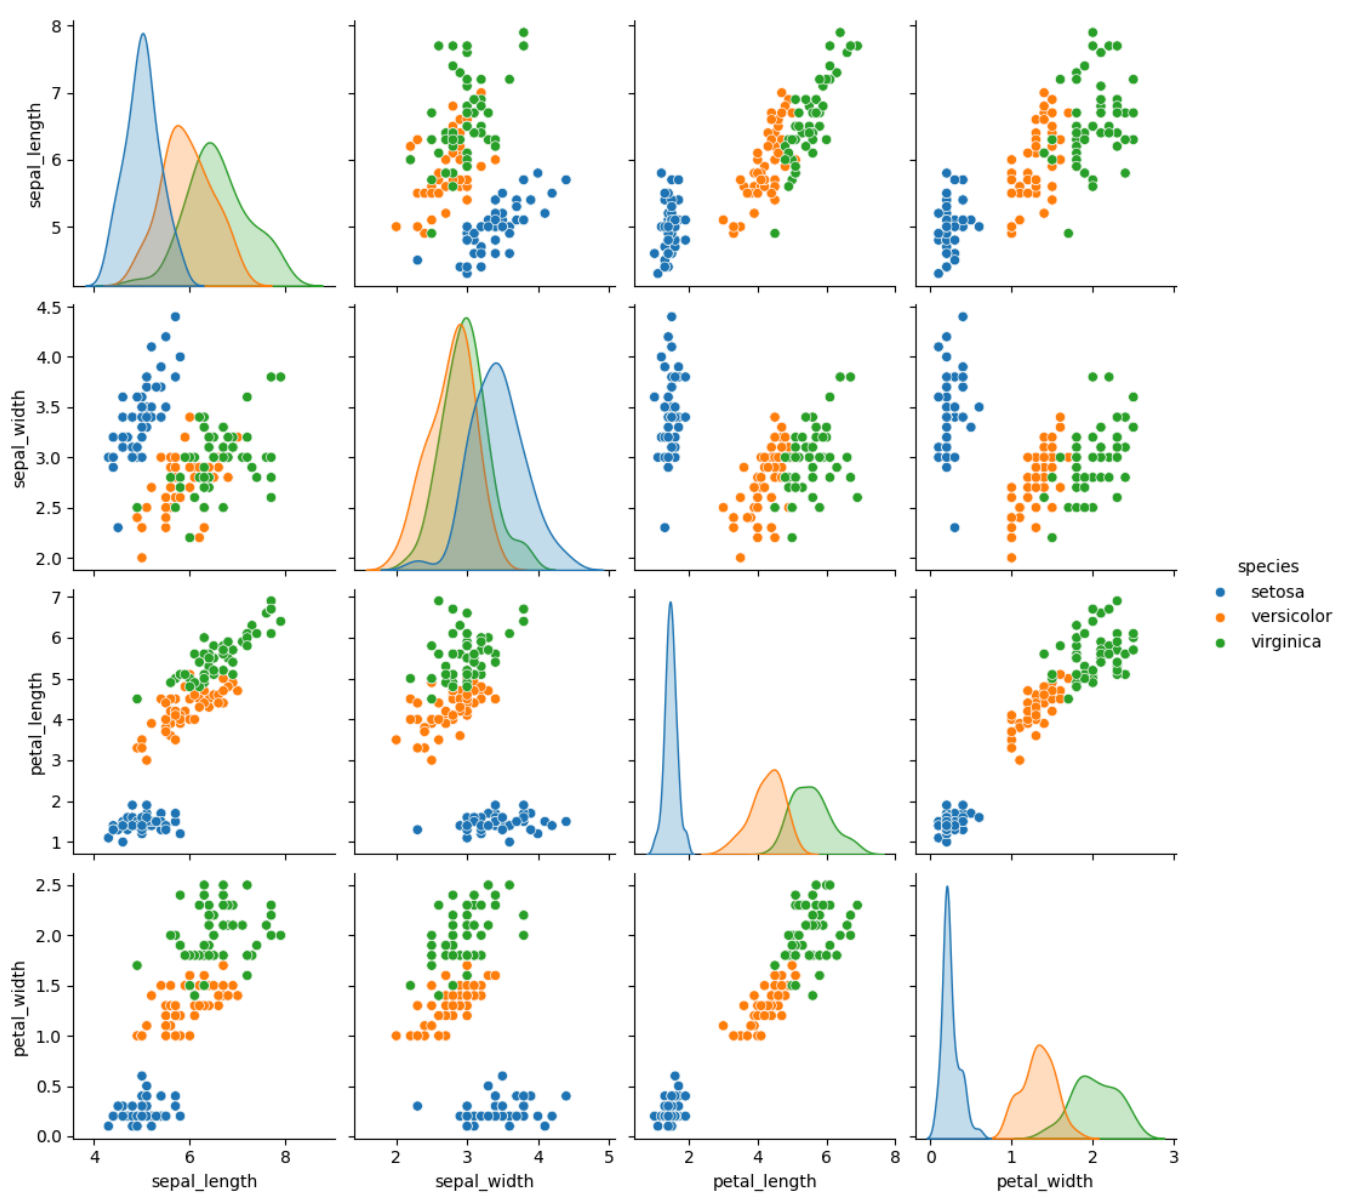 8
7
6
5
sepal_length
4.5
4.0
3.5
3.0
2.5
2.0
sepal_width
species
setosa
versicolor
virginica
7
6
5
4
3
2
1
petal_length
2.5
2.0
1.5
1.0
0.5
0.0
petal_width
4 6 8
sepal_length
2 3 4 5
sepal_width
2 4 6 8
petal_length
0 1 2 3
petal_width